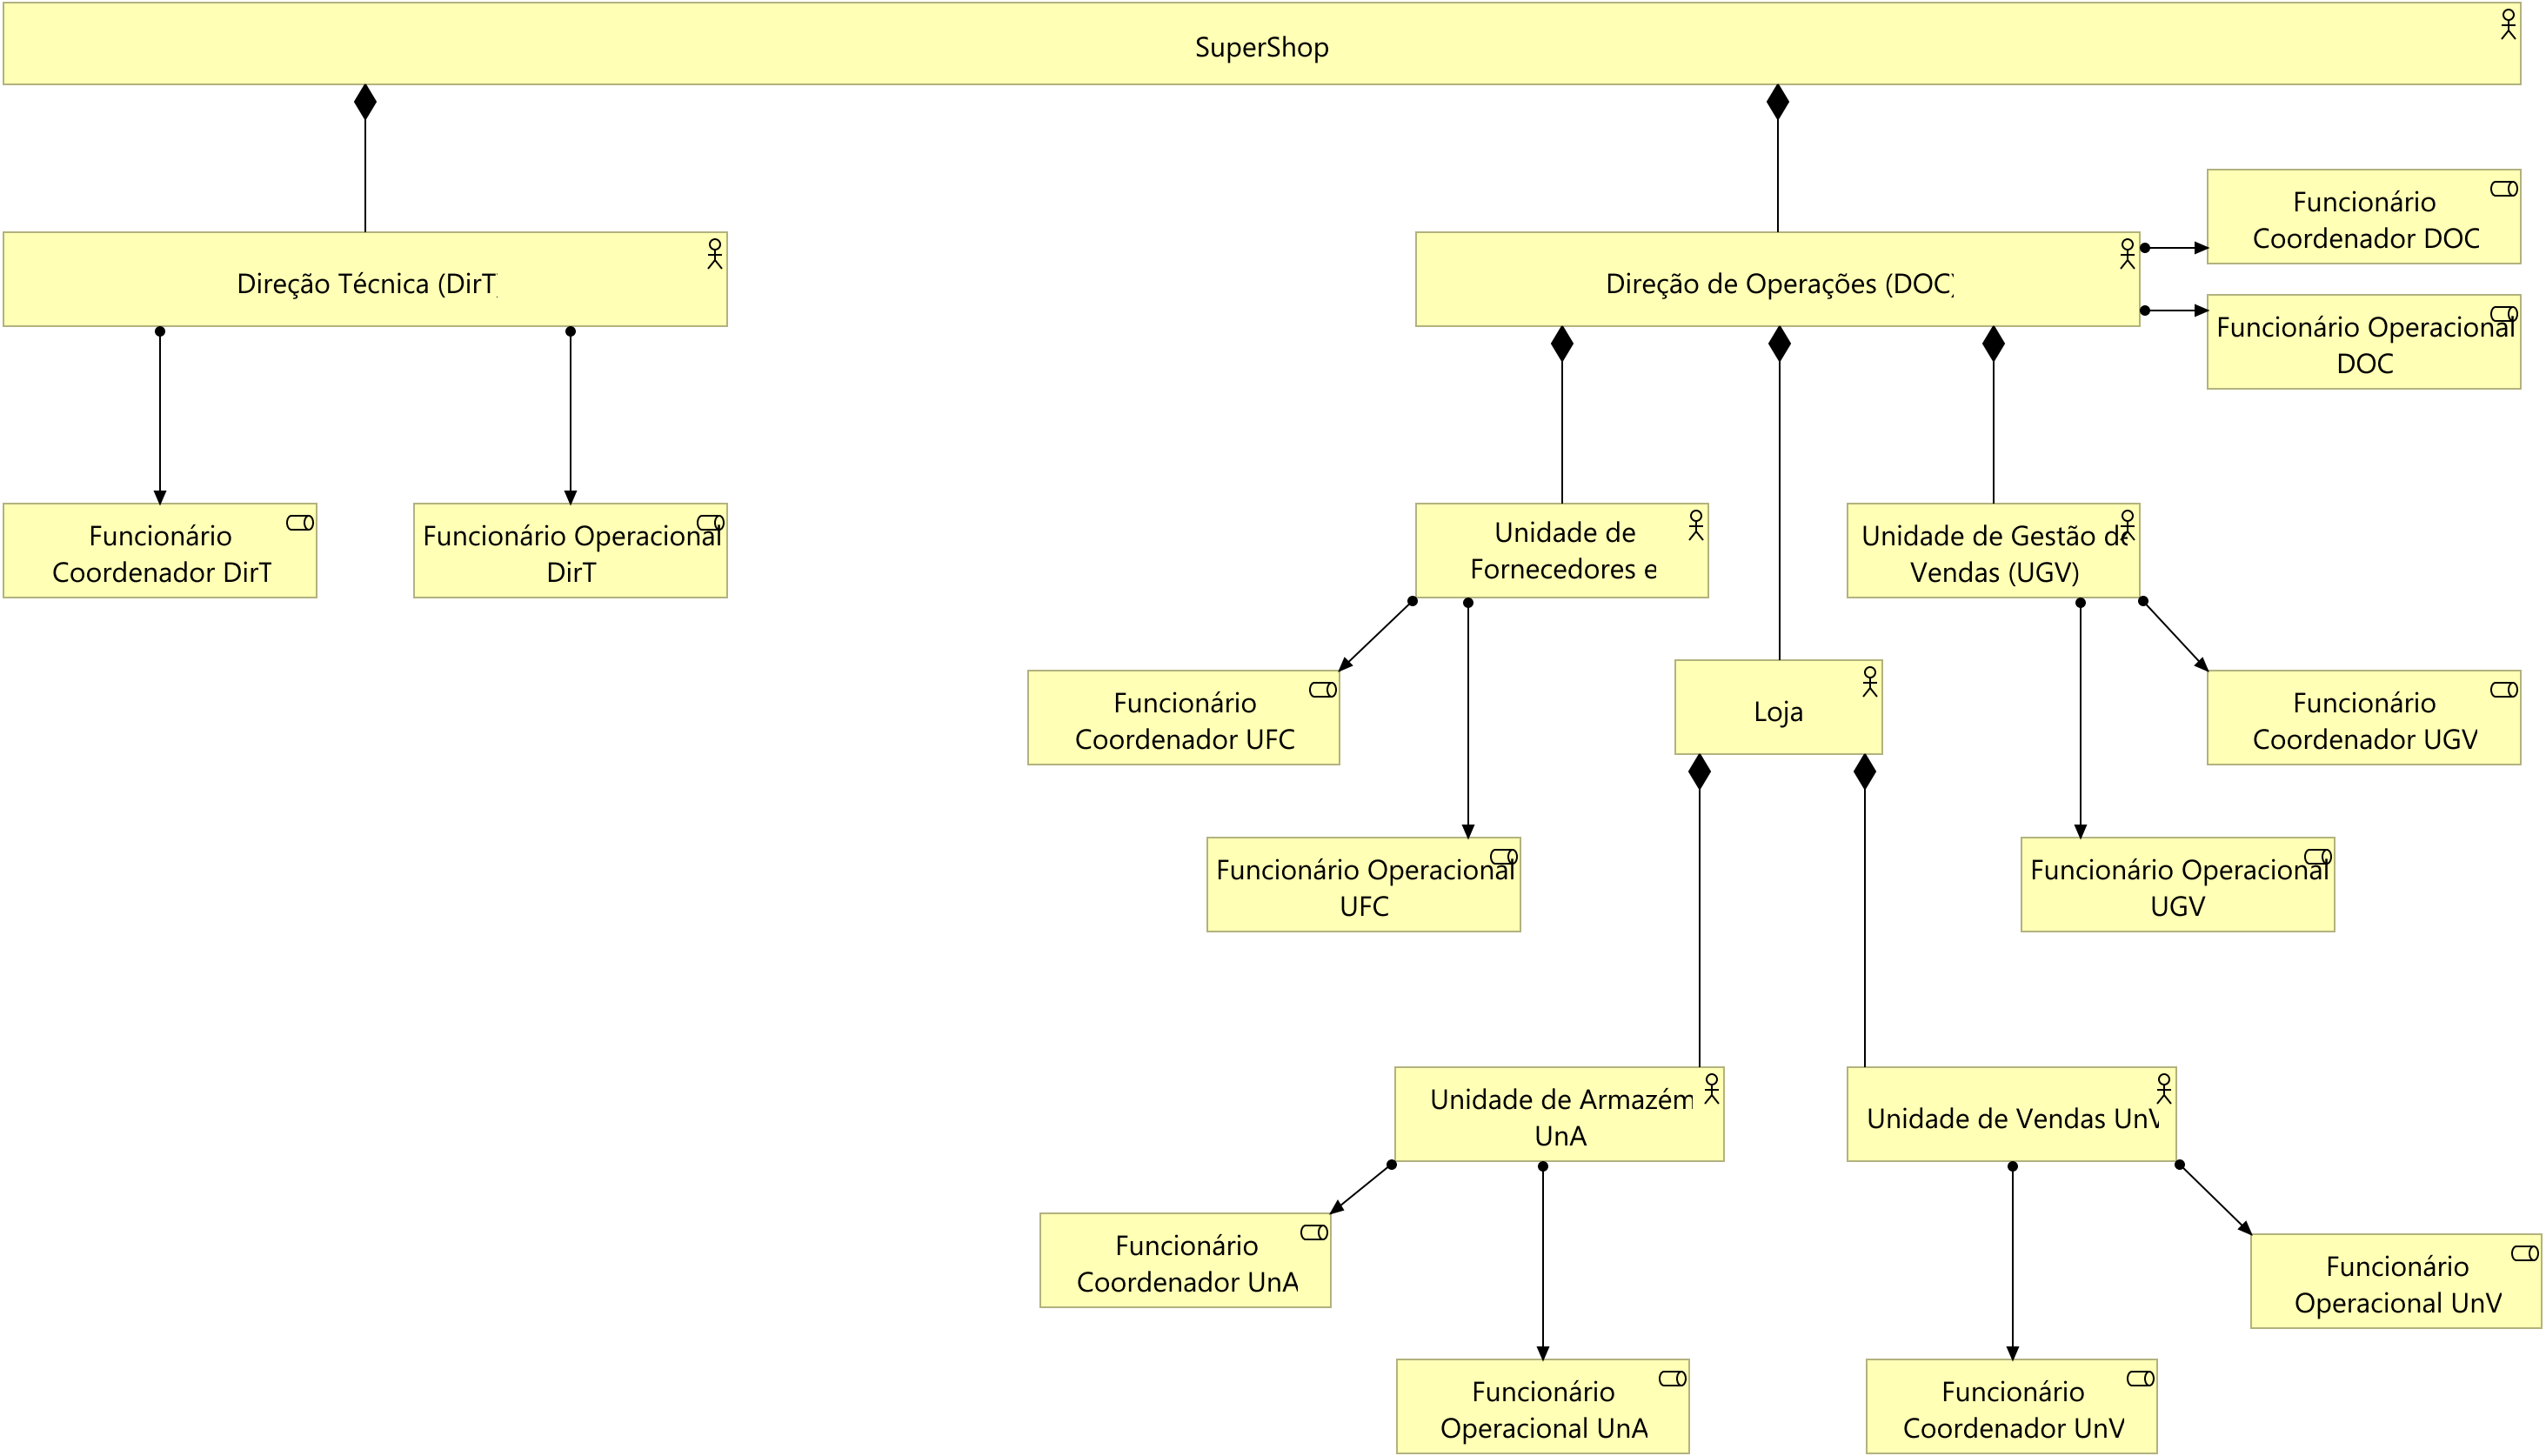 SuperShop
Funcionário
Coordenador DOC
Direção Técnica (DirT
Direção de Operações (DOC)
Funcionário Operacional
DOC
Funcionário
Coordenador DirT
Funcionário Operacional
DirT
Unidade de
Fornecedores e
Unidade de Gestão de
Vendas (UGV)
Funcionário
Coordenador UFC
Loja
Funcionário
Coordenador UGV
Funcionário Operacional
UFC
Funcionário Operacional
UGV
Unidade de Armazém
UnA
Unidade de Vendas UnV
Funcionário
Coordenador UnA
Funcionário
Operacional UnV
Funcionário
Operacional UnA
Funcionário
Coordenador UnV